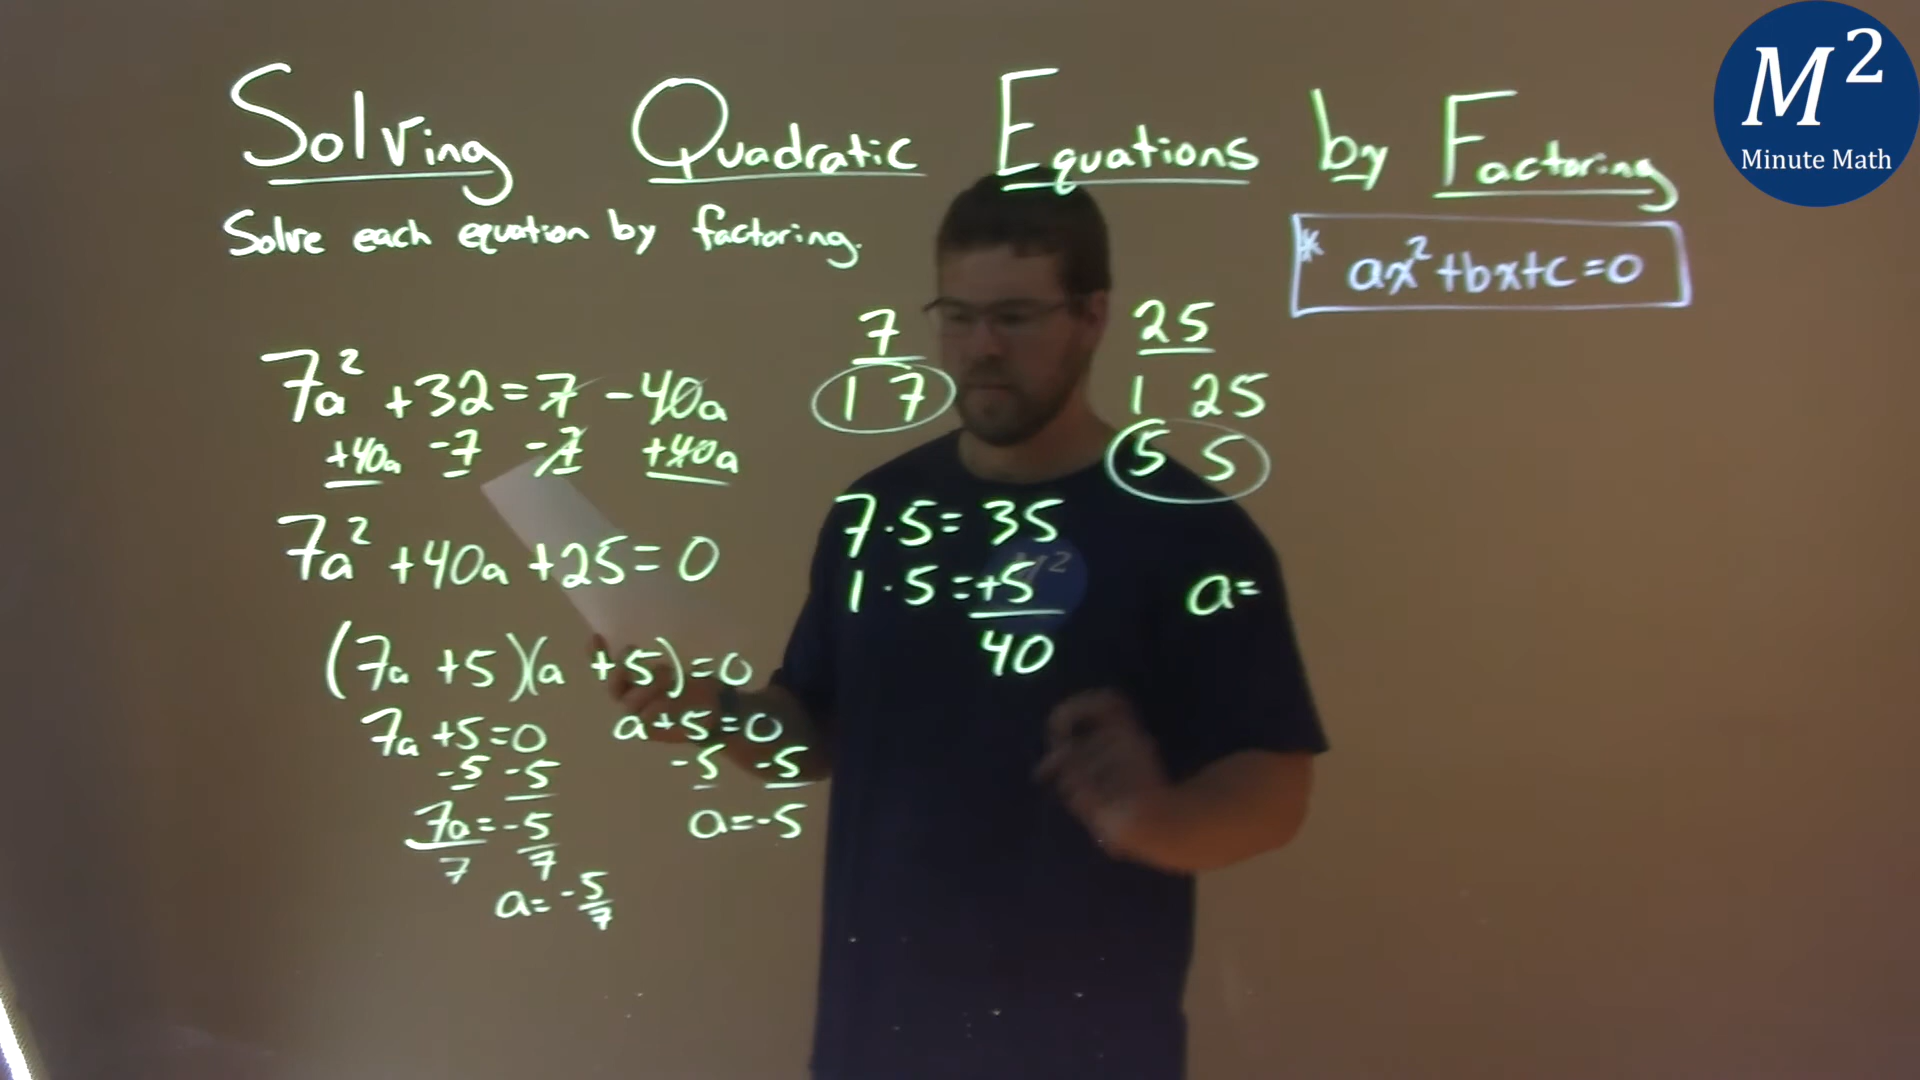 Solving Quadratic Equations by Factoring
Solve each equation by factoring.
* ax²+bx+c=0
M²
Minute Math
7a² +32=7 -40a
+40a -7 -7 +40a
7a² +40a +25=0
(7a +5)(a +5)=0
7a +5=0
-5 -5
7a=-5
7 7
a=-5/7
a+5=0
-5 -5
a=-5
7
1 7
25
1 25
5 5
7·5=35
1·5=+5
40
a=
M²